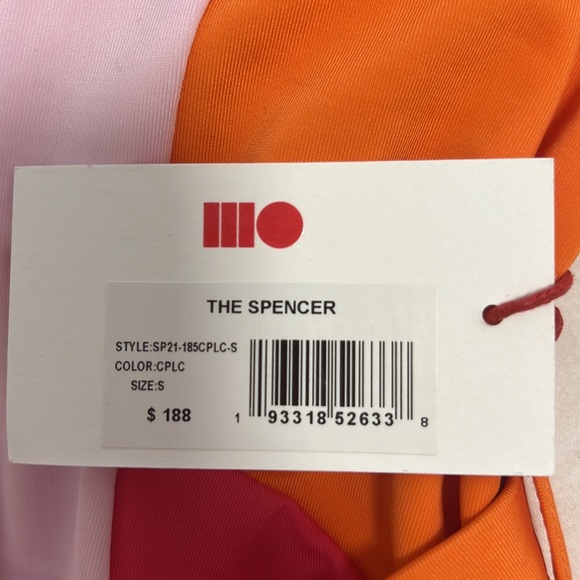 THE SPENCER
STYLE:SP21-185CPLC-S
COLOR:CPLC
SIZE:S
$ 188
1 93318 52633 8